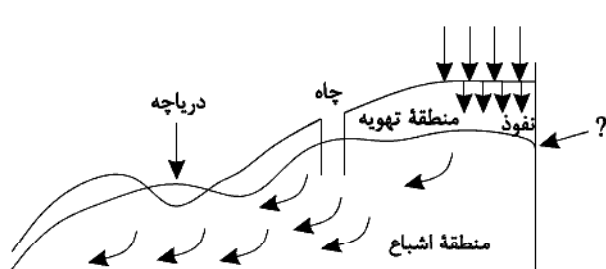 چاه
دریاچه
منطقهٔ تهویه
نفوذ
?
منطقهٔ اشباع